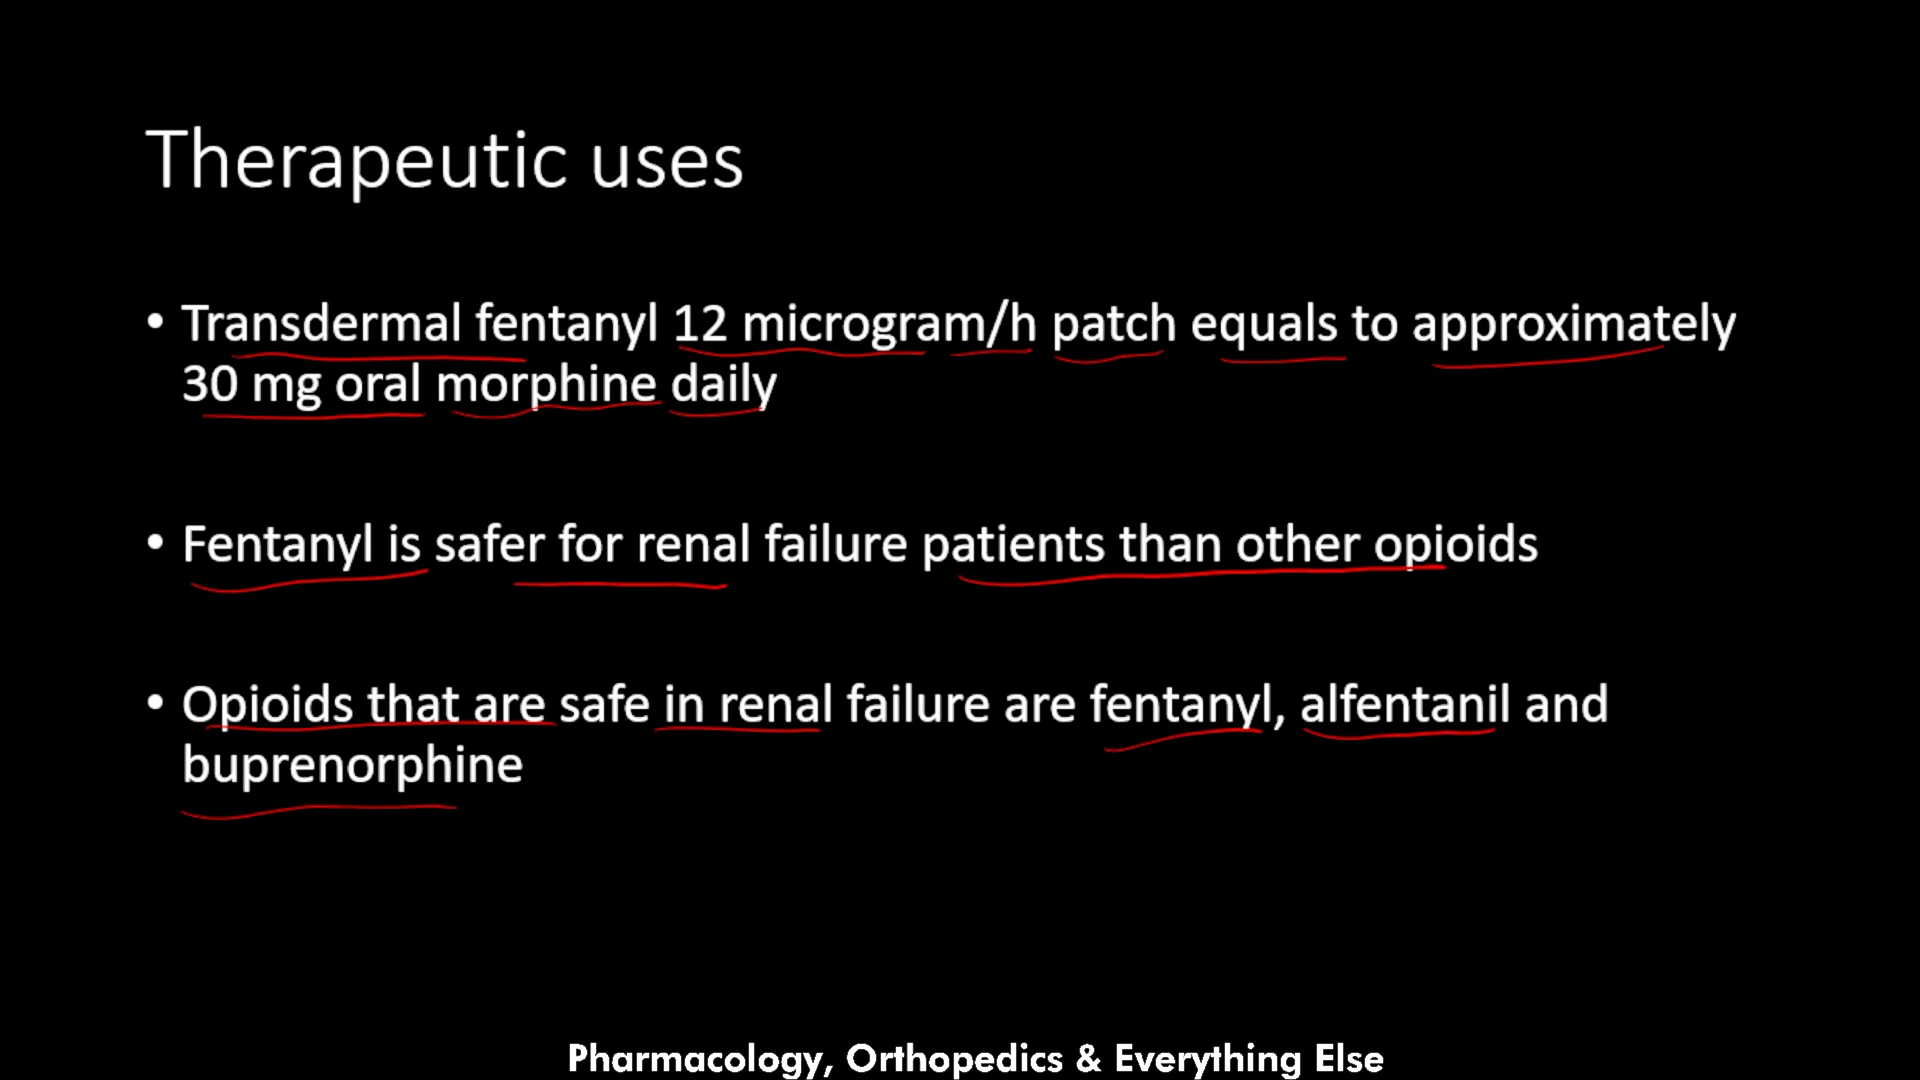 Therapeutic uses
• Transdermal fentanyl 12 microgram/h patch equals to approximately
30 mg oral morphine daily
• Fentanyl is safer for renal failure patients than other opioids
• Opioids that are safe in renal failure are fentanyl, alfentanil and
buprenorphine
Pharmacology, Orthopedics & Everything Else